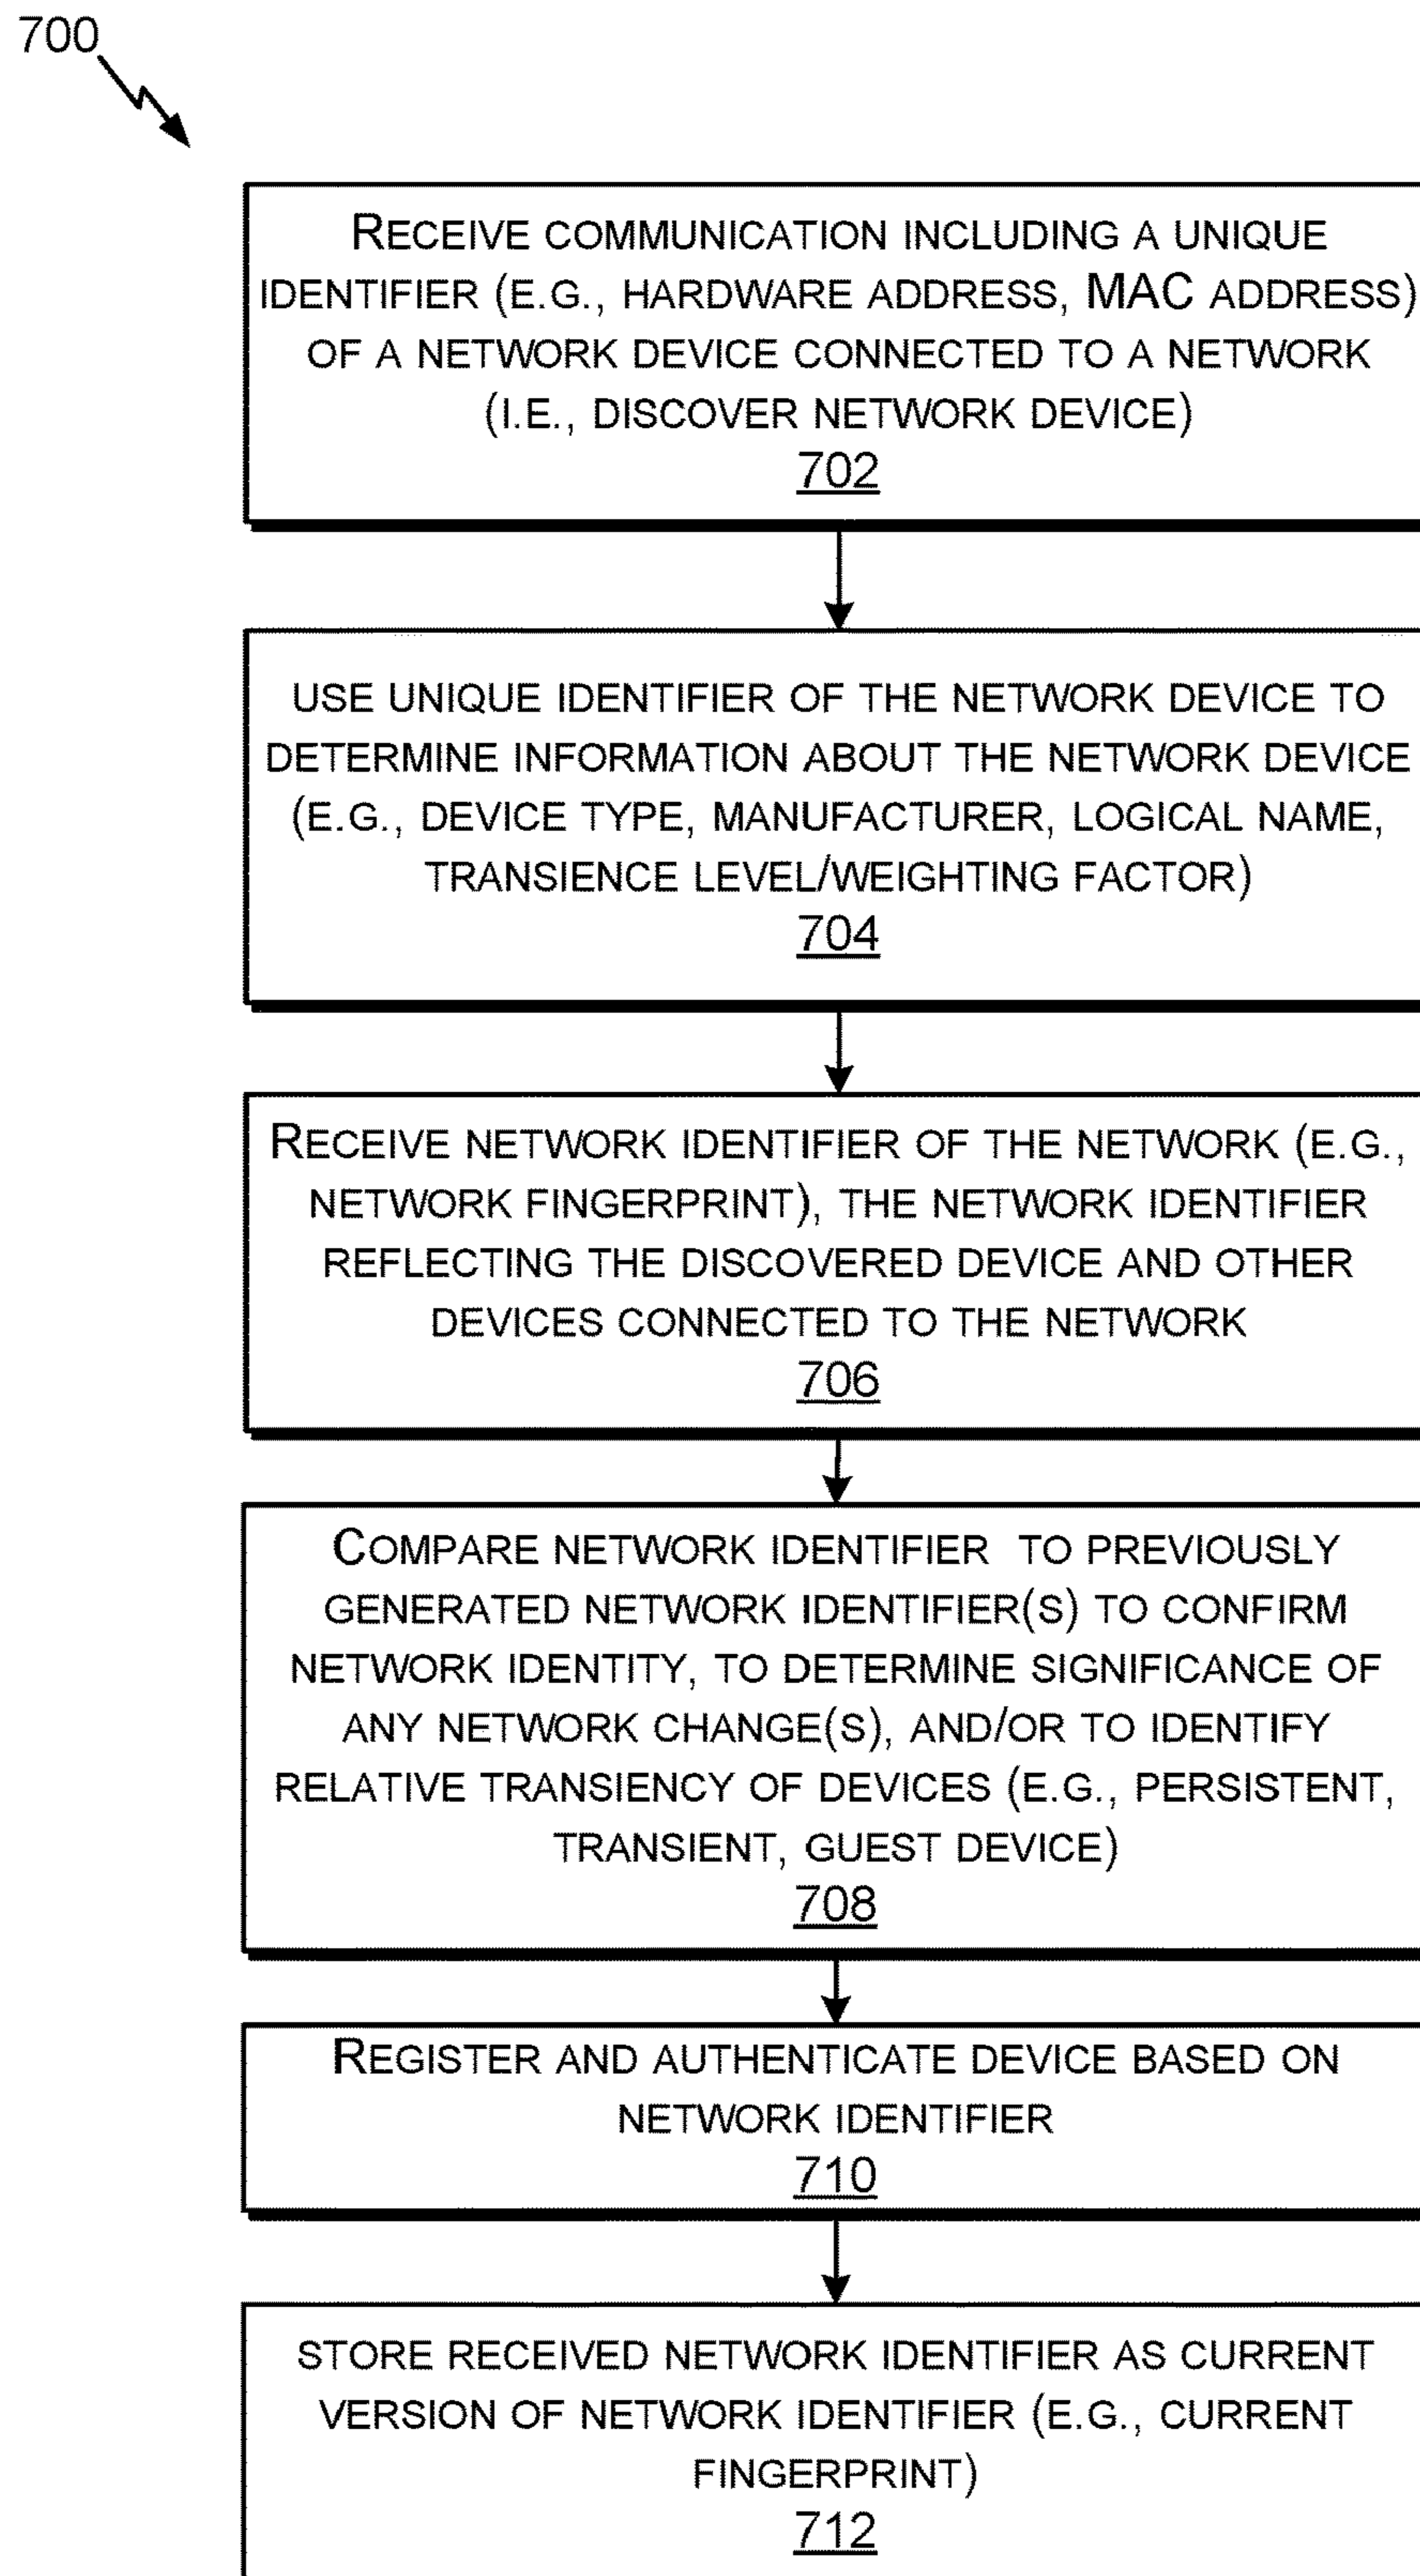 700
RECEIVE COMMUNICATION INCLUDING A UNIQUE
IDENTIFIER (E.G., HARDWARE ADDRESS, MAC ADDRESS)
OF A NETWORK DEVICE CONNECTED TO A NETWORK
(I.E., DISCOVER NETWORK DEVICE)
702
USE UNIQUE IDENTIFIER OF THE NETWORK DEVICE TO
DETERMINE INFORMATION ABOUT THE NETWORK DEVICE
(E.G., DEVICE TYPE, MANUFACTURER, LOGICAL NAME,
TRANSIENCE LEVEL/WEIGHTING FACTOR)
704
RECEIVE NETWORK IDENTIFIER OF THE NETWORK (E.G.,
NETWORK FINGERPRINT), THE NETWORK IDENTIFIER
REFLECTING THE DISCOVERED DEVICE AND OTHER
DEVICES CONNECTED TO THE NETWORK
706
COMPARE NETWORK IDENTIFIER TO PREVIOUSLY
GENERATED NETWORK IDENTIFIER(S) TO CONFIRM
NETWORK IDENTITY, TO DETERMINE SIGNIFICANCE OF
ANY NETWORK CHANGE(S), AND/OR TO IDENTIFY
RELATIVE TRANSIENCY OF DEVICES (E.G., PERSISTENT,
TRANSIENT, GUEST DEVICE)
708
REGISTER AND AUTHENTICATE DEVICE BASED ON
NETWORK IDENTIFIER
710
STORE RECEIVED NETWORK IDENTIFIER AS CURRENT
VERSION OF NETWORK IDENTIFIER (E.G., CURRENT
FINGERPRINT)
712